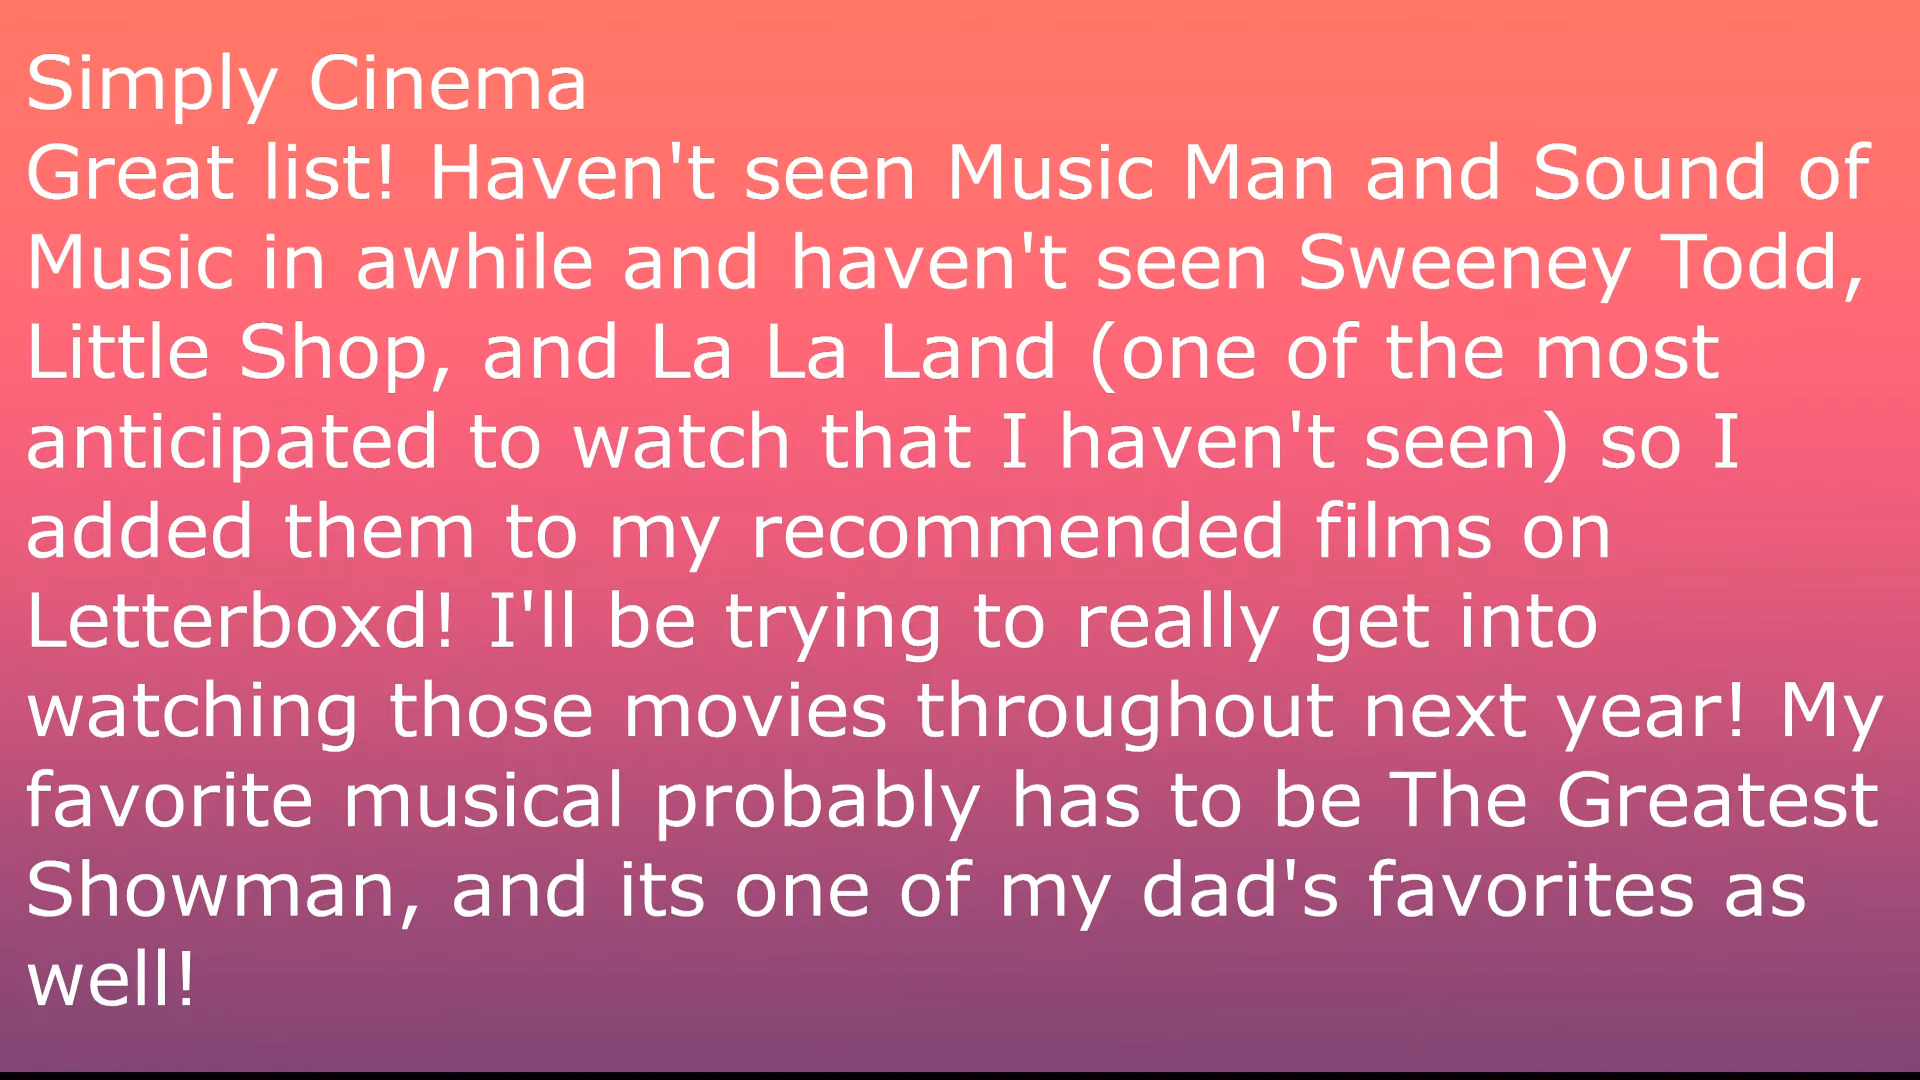 Simply Cinema
Great list! Haven't seen Music Man and Sound of
Music in awhile and haven't seen Sweeney Todd,
Little Shop, and La La Land (one of the most
anticipated to watch that I haven't seen) so I
added them to my recommended films on
Letterboxd! I'll be trying to really get into
watching those movies throughout next year! My
favorite musical probably has to be The Greatest
Showman, and its one of my dad's favorites as
well!